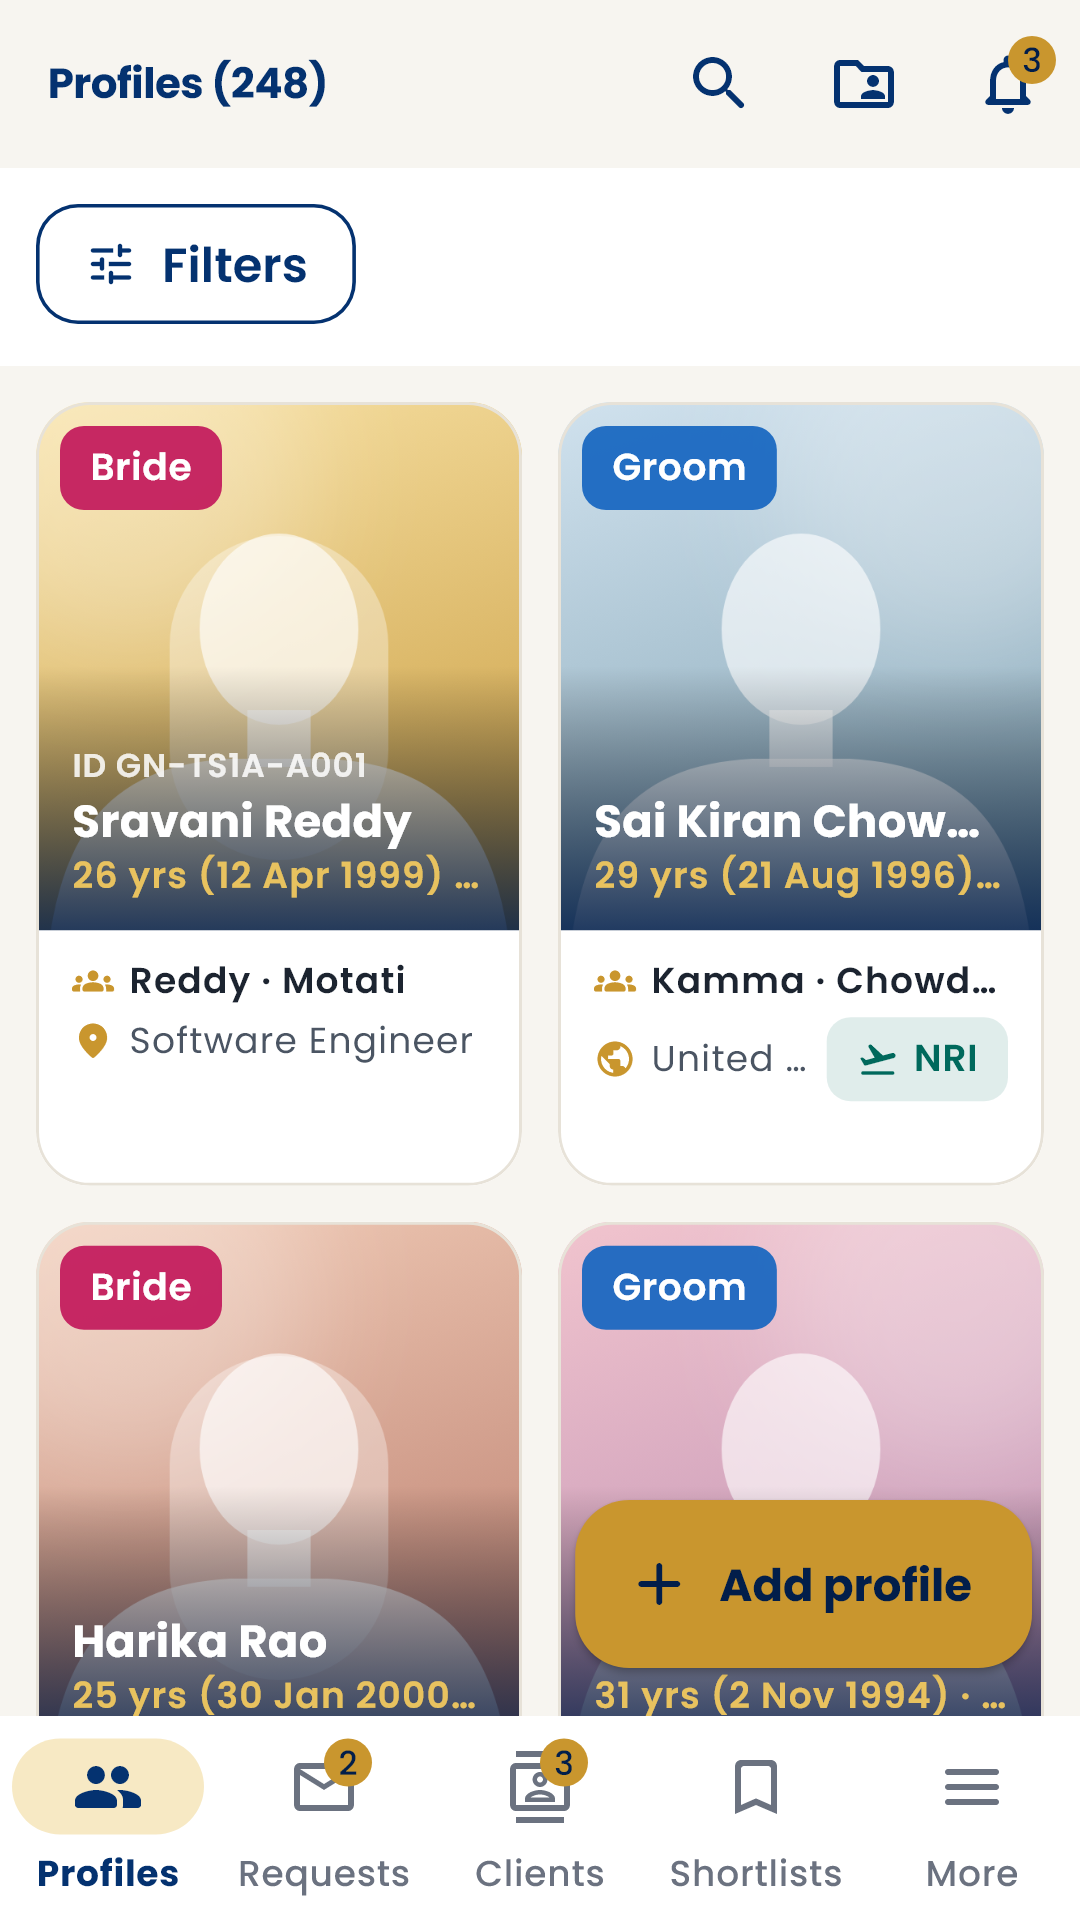 Profiles (248)
3
Filters
Bride
ID GN-TS1A-A001
Sravani Reddy
26 yrs (12 Apr 1999) ...
Reddy · Motati
Software Engineer
Groom
Sai Kiran Chow...
29 yrs (21 Aug 1996)...
Kamma · Chowd...
United ...
NRI
Bride
Harika Rao
25 yrs (30 Jan 2000...
Groom
Add profile
31 yrs (2 Nov 1994) · ...
Profiles
2
Requests
3
Clients
Shortlists
More